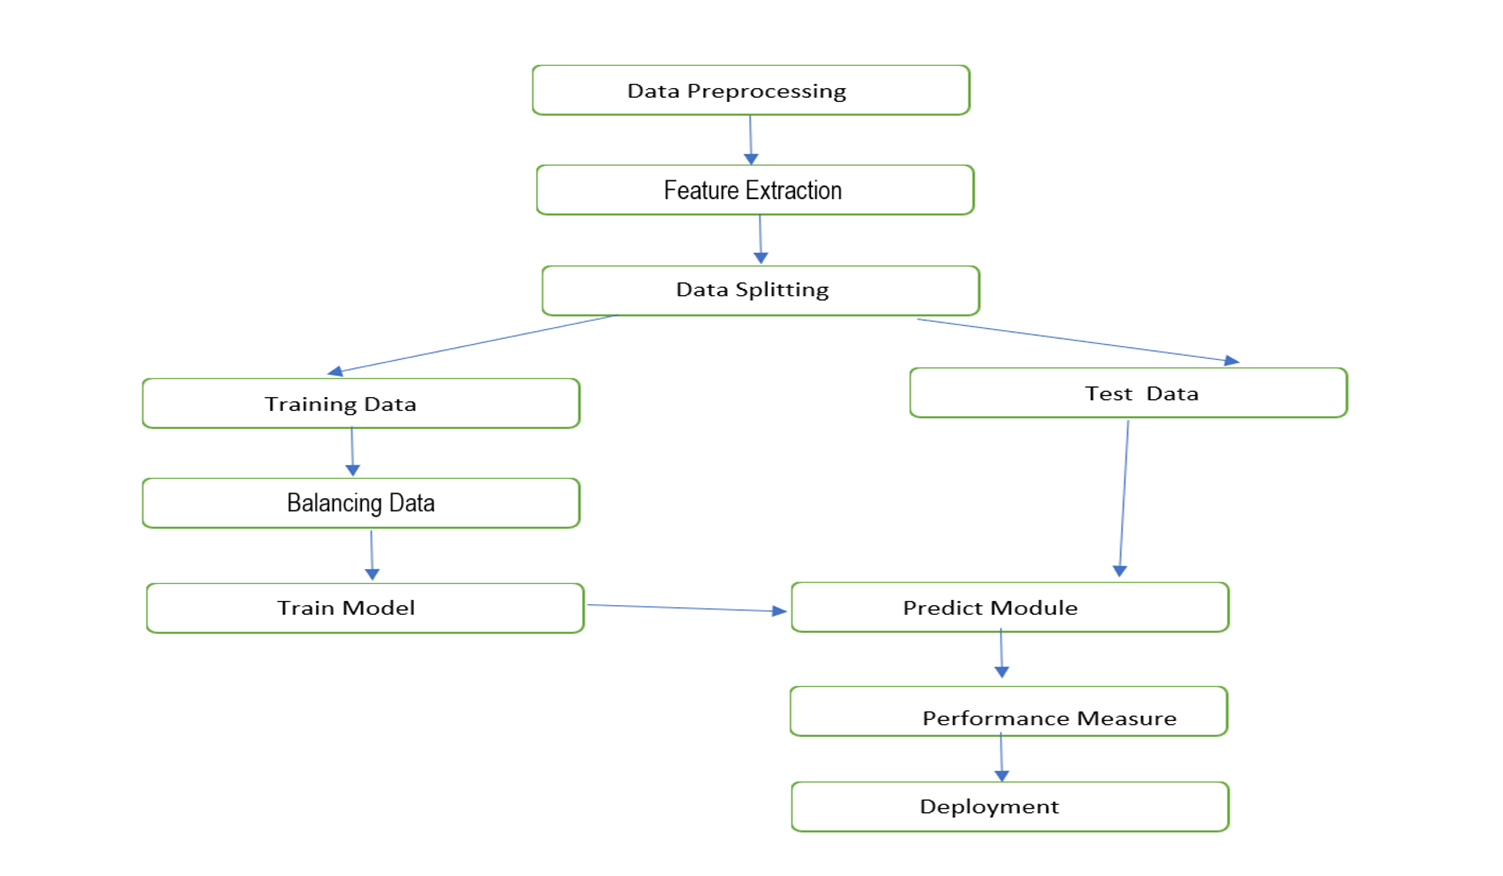 Data Preprocessing
Feature Extraction
Data Splitting
Training Data
Test  Data
Balancing Data
Train Model
Predict Module
Performance Measure
Deployment